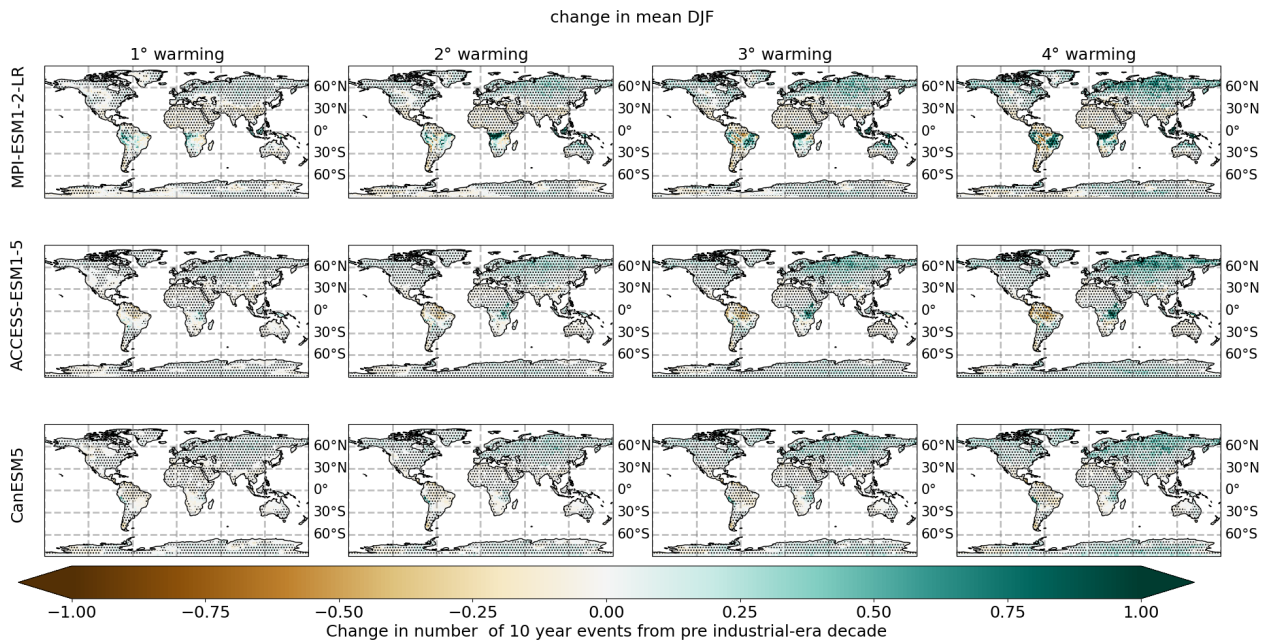 change in mean DJF
1° warming 2° warming 3° warming 4° warming
MPI-ESM1-2-LR
60°N 60°N 60°N 60°N
30°N 30°N 30°N 30°N
0° 0° 0° 0°
30°S 30°S 30°S 30°S
60°S 60°S 60°S 60°S
ACCESS-ESM1-5
60°N 60°N 60°N 60°N
30°N 30°N 30°N 30°N
0° 0° 0° 0°
30°S 30°S 30°S 30°S
60°S 60°S 60°S 60°S
CanESM5
60°N 60°N 60°N 60°N
30°N 30°N 30°N 30°N
0° 0° 0° 0°
30°S 30°S 30°S 30°S
60°S 60°S 60°S 60°S
−1.00 −0.75 −0.50 −0.25 0.00 0.25 0.50 0.75 1.00
Change in number  of 10 year events from pre industrial-era decade